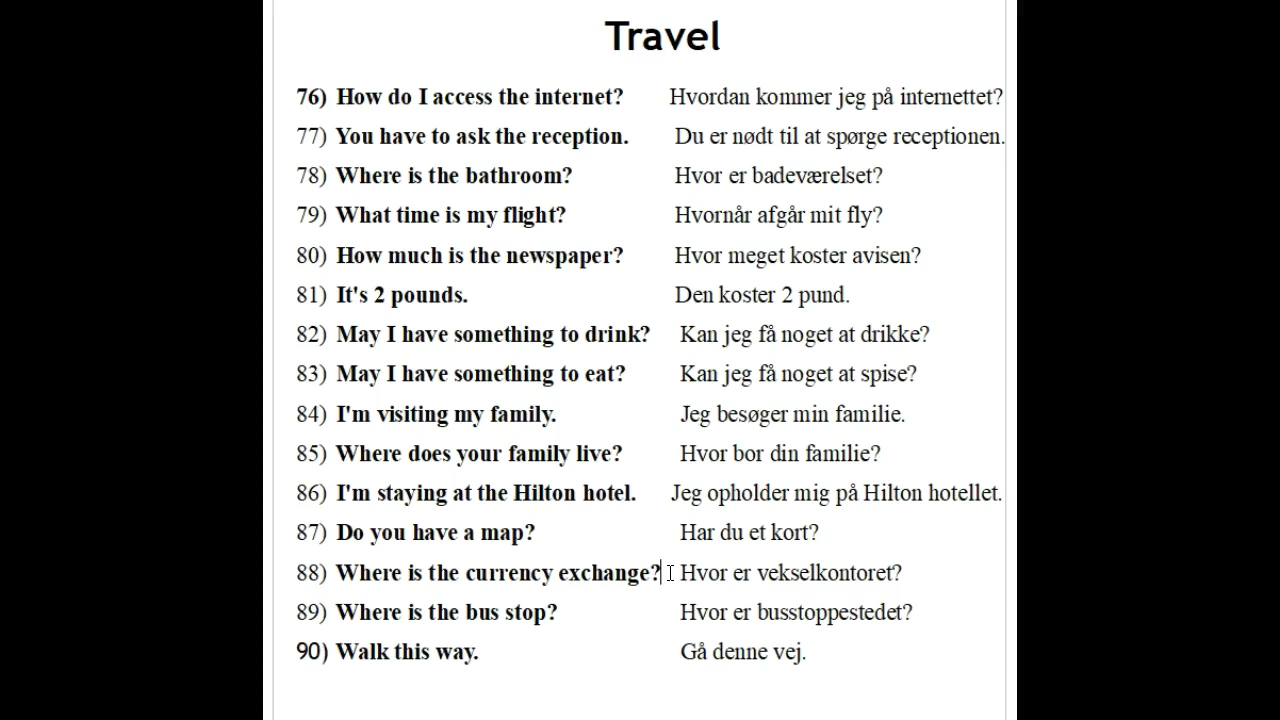 Travel
76) How do I access the internet? Hvordan kommer jeg på internettet?
77) You have to ask the reception. Du er nødt til at spørge receptionen.
78) Where is the bathroom? Hvor er badeværelset?
79) What time is my flight? Hvornår afgår mit fly?
80) How much is the newspaper? Hvor meget koster avisen?
81) It's 2 pounds. Den koster 2 pund.
82) May I have something to drink? Kan jeg få noget at drikke?
83) May I have something to eat? Kan jeg få noget at spise?
84) I'm visiting my family. Jeg besøger min familie.
85) Where does your family live? Hvor bor din familie?
86) I'm staying at the Hilton hotel. Jeg opholder mig på Hilton hotellet.
87) Do you have a map? Har du et kort?
88) Where is the currency exchange? Hvor er vekselkontoret?
89) Where is the bus stop? Hvor er busstoppestedet?
90) Walk this way. Gå denne vej.